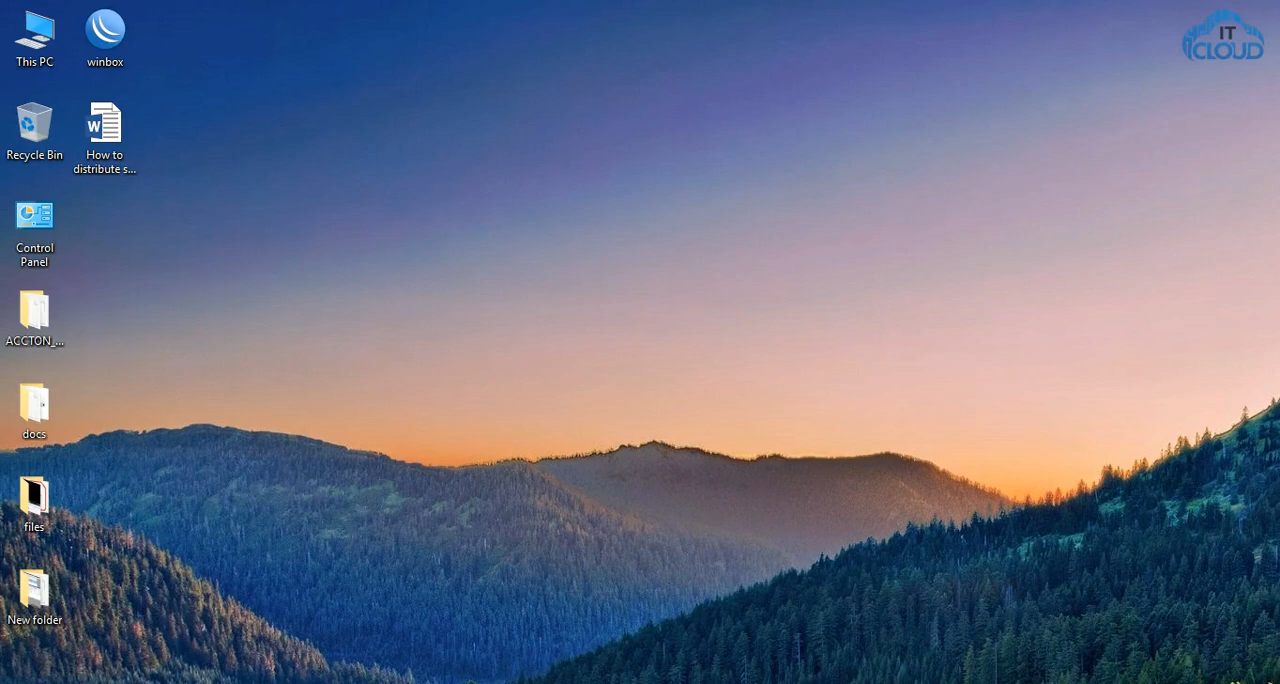 This PC
winbox
IT
CLOUD
Recycle Bin
How to
distribute s...
W
Control
Panel
ACCTON_...
docs
files
New folder